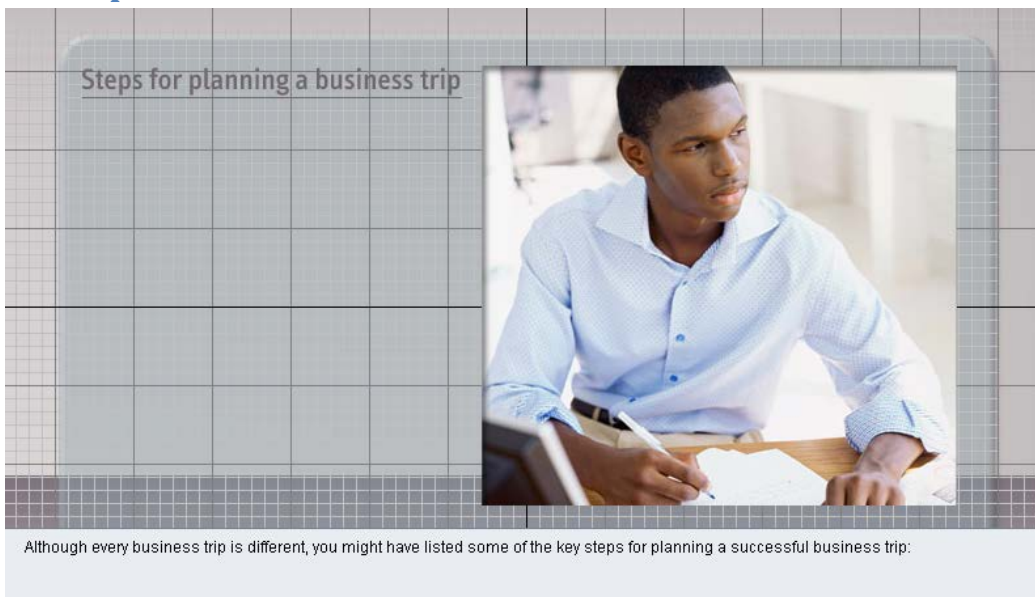 Steps for planning a business trip
Although every business trip is different, you might have listed some of the key steps for planning a successful business trip: